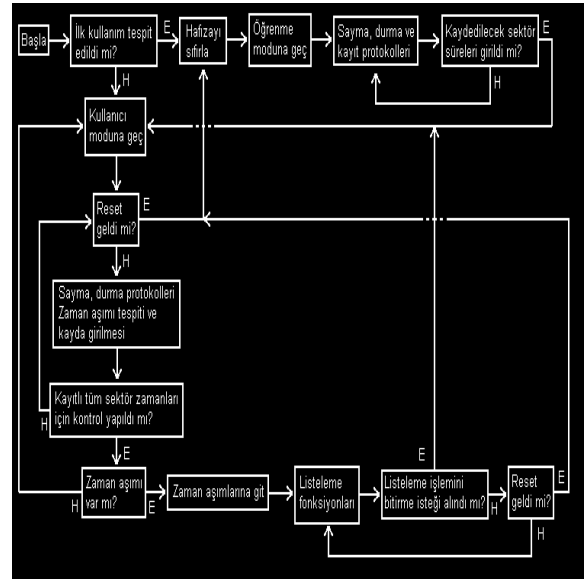 Başla
İlk kullanım tespit
edildi mi?
E
Hafızayı
sıfırla
Öğrenme
moduna geç
Sayma, durma ve
kayıt protokolleri
Kaydedilecek sektör
süreleri girildi mi?
E
H
H
Kullanıcı
moduna geç
Reset
geldi mi?
E
H
Sayma, durma protokolleri
Zaman aşımı tespiti ve
kayda girilmesi
Kayıtlı tüm sektör zamanları
için kontrol yapıldı mı?
H
E
Zaman aşımı
var mı?
H
E
Zaman aşımlarına git
Listeleme
fonksiyonları
E
Listeleme işlemini
bitirme isteği alındı mı?
H
Reset
geldi mi?
E
H